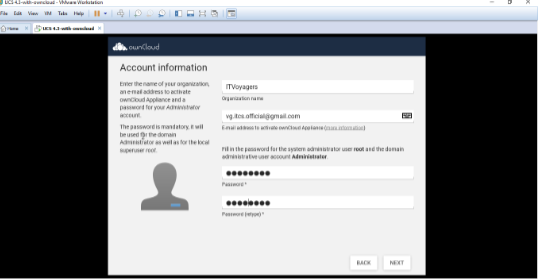 UCS 4.3-with-owncloud - VMware Workstation
File Edit View VM Tabs Help
Home
UCS 4.3-with-owncloud
ownCloud
Account information
Enter the name of your organization,
an e-mail address to activate
ownCloud Appliance and a
password for your Administrator
account.
The password is mandatory, it will
be used for the domain
Administrator as well as for the local
superuser root.
ITVoyagers
Organization name
vg.itcs.official@gmail.com
E-mail address to activate ownCloud Appliance (more information)
Fill in the password for the system administrator user root and the domain
administrative user account Administrator.
Password *
Password (retype) *
BACK
NEXT